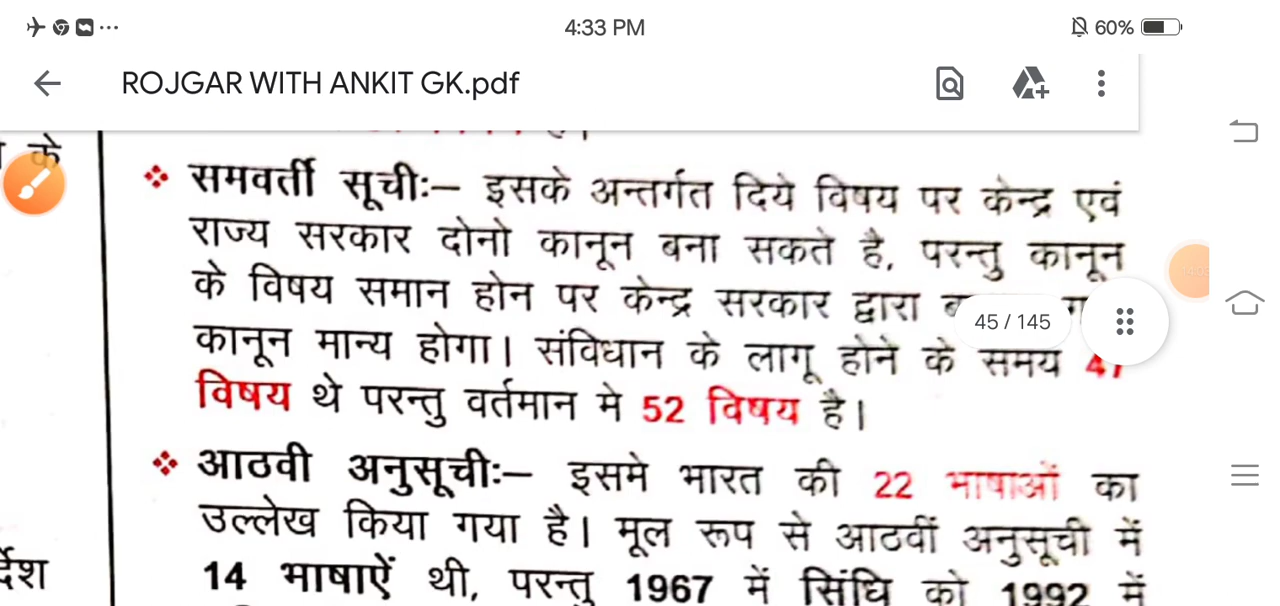 4:33 PM
60%
ROJGAR WITH ANKIT GK.pdf
के
❖ समवर्ती सूचीः– इसके अन्तर्गत दिये विषय पर केन्द्र एवं
राज्य सरकार दोनो कानून बना सकते है, परन्तु कानून
के विषय समान होन पर केन्द्र सरकार द्वारा
45 / 145
कानून मान्य होगा। संविधान के लागू होने के समय 47
विषय थे परन्तु वर्तमान मे 52 विषय है।
❖ आठवी अनुसूचीः– इसमे भारत की 22 भाषाओं का
उल्लेख किया गया है। मूल रूप से आठवीं अनुसूची में
14 भाषाऐं थी, परन्तु 1967 में सिंधि को 1992 में